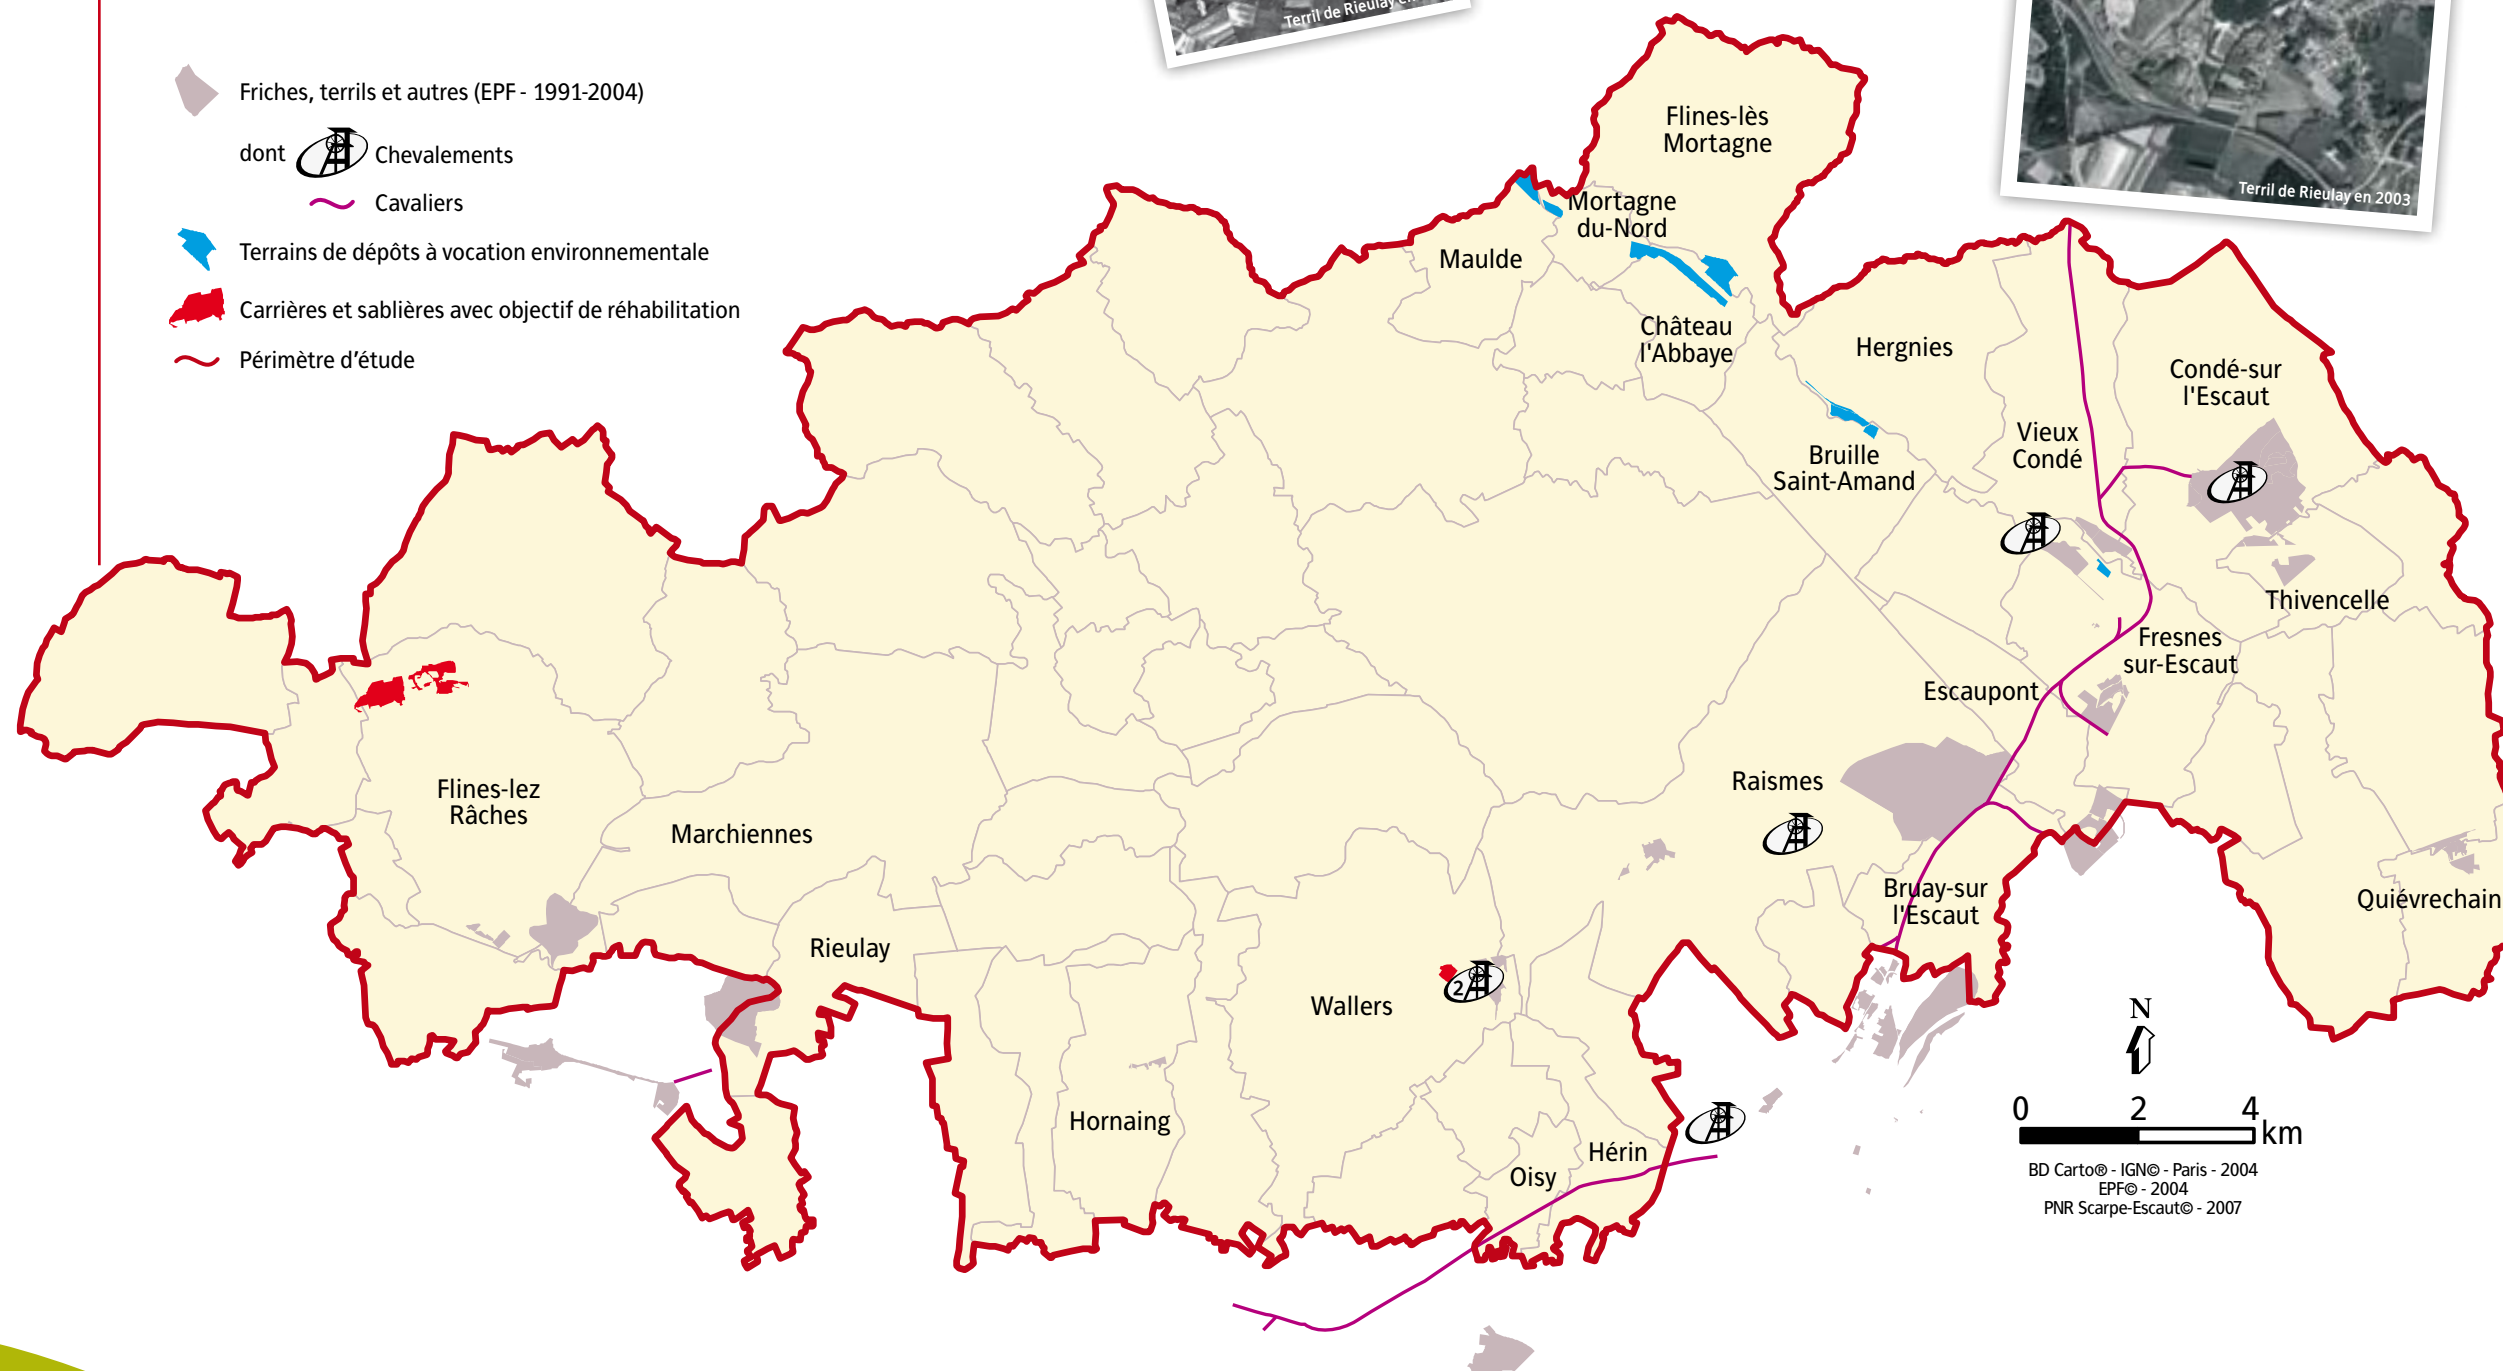 Terril de Rieulay
Terril de Rieulay en 2003
Friches, terrils et autres (EPF - 1991-2004)
dont
Chevalements
Cavaliers
Terrains de dépôts à vocation environnementale
Carrières et sablières avec objectif de réhabilitation
Périmètre d'étude
Flines-lès
Mortagne
Mortagne
du-Nord
Maulde
Château
l'Abbaye
Hergnies
Condé-sur
l'Escaut
Vieux
Condé
Bruille
Saint-Amand
Thivencelle
Fresnes
sur-Escaut
Escaupont
Raismes
Flines-lez
Râches
Marchiennes
Bruay-sur
l'Escaut
Quiévrechain
Rieulay
Wallers
2
Hornaing
Hérin
Oisy
N
0 2 4
km
BD Carto® - IGN© - Paris - 2004
EPF© - 2004
PNR Scarpe-Escaut© - 2007